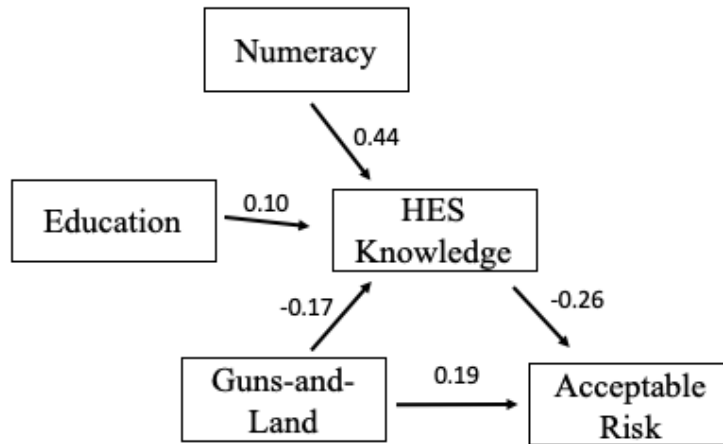 Numeracy
0.44
Education
0.10
HES
Knowledge
-0.17
-0.26
Guns-and-
Land
0.19
Acceptable
Risk